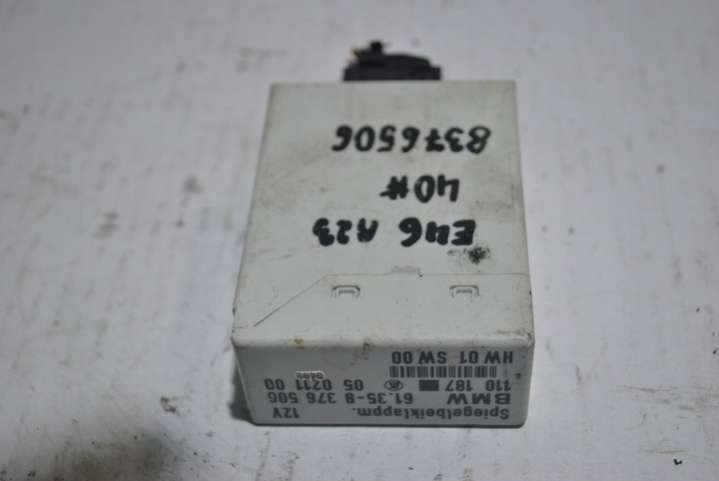 Spiegelbeiklappm. 12V
BMW 61.35-8 376 506
110 187 05 0211 00
HW 01 SW 00
E46 A23
40#
8376506